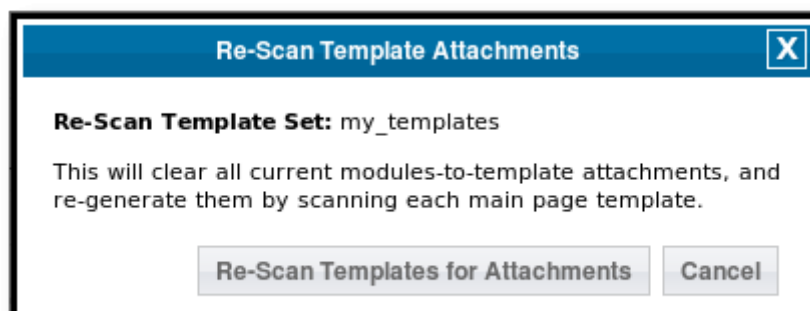 Re-Scan Template Attachments X
Re-Scan Template Set: my_templates
This will clear all current modules-to-template attachments, and
re-generate them by scanning each main page template.
Re-Scan Templates for Attachments Cancel